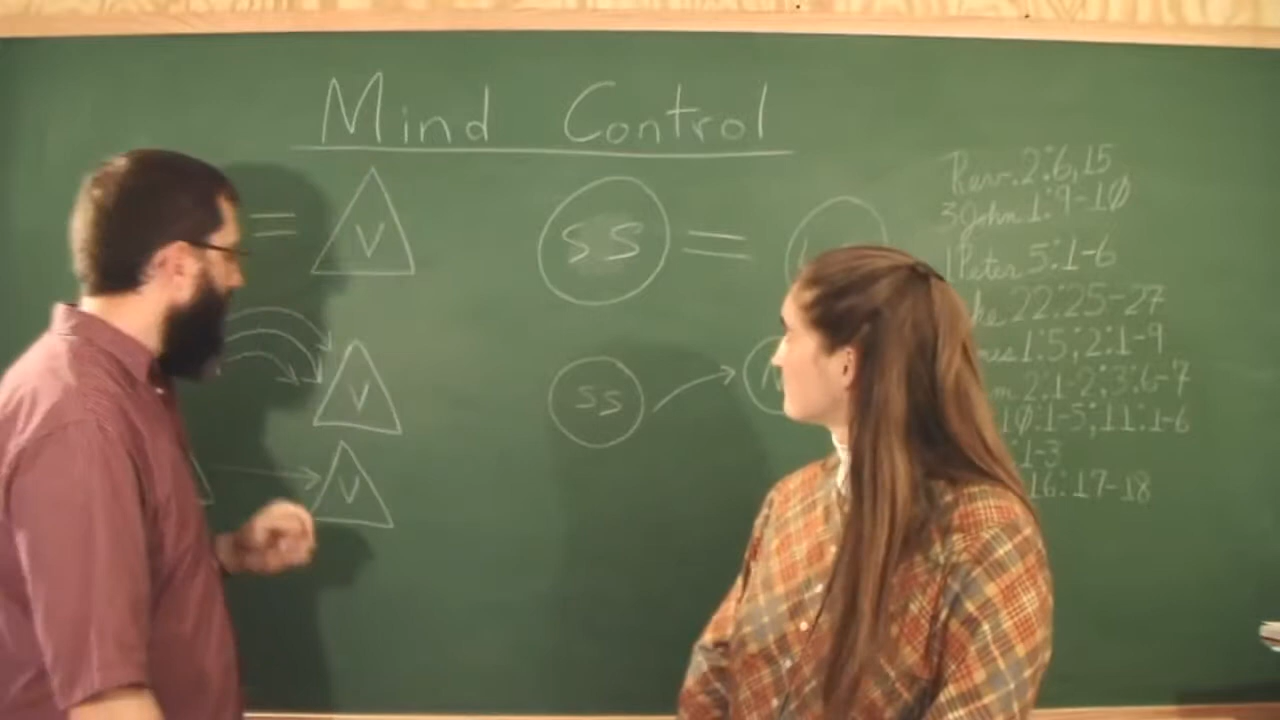 Mind Control
= V
SS =
V
SS
V
Rev. 2:6,15
3 John 1:9-10
1 Peter 5:1-6
22:25-27
1:5; 2:1-9
2:1-2; 3:6-7
10:1-5; 11:1-6
:1-3
16:17-18